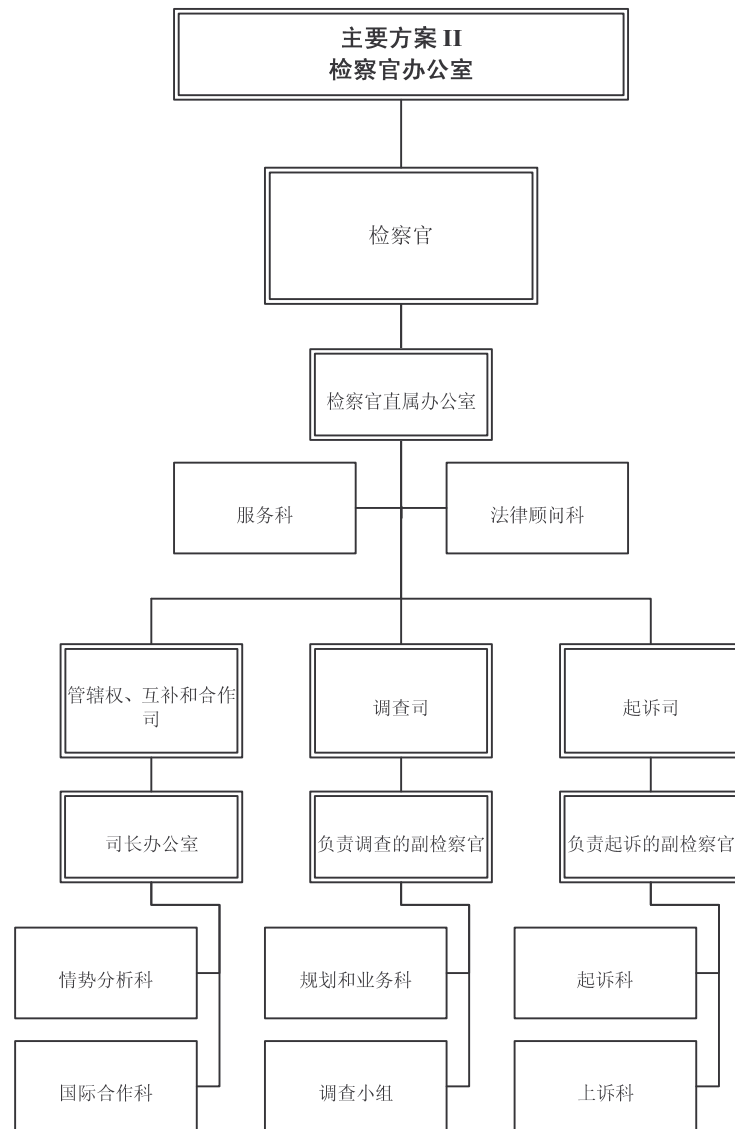 主要方案 II
检察官办公室
检察官
检察官直属办公室
服务科
法律顾问科
管辖权、互补和合作
司
调查司
起诉司
司长办公室
负责调查的副检察官
负责起诉的副检察官
情势分析科
规划和业务科
起诉科
国际合作科
调查小组
上诉科